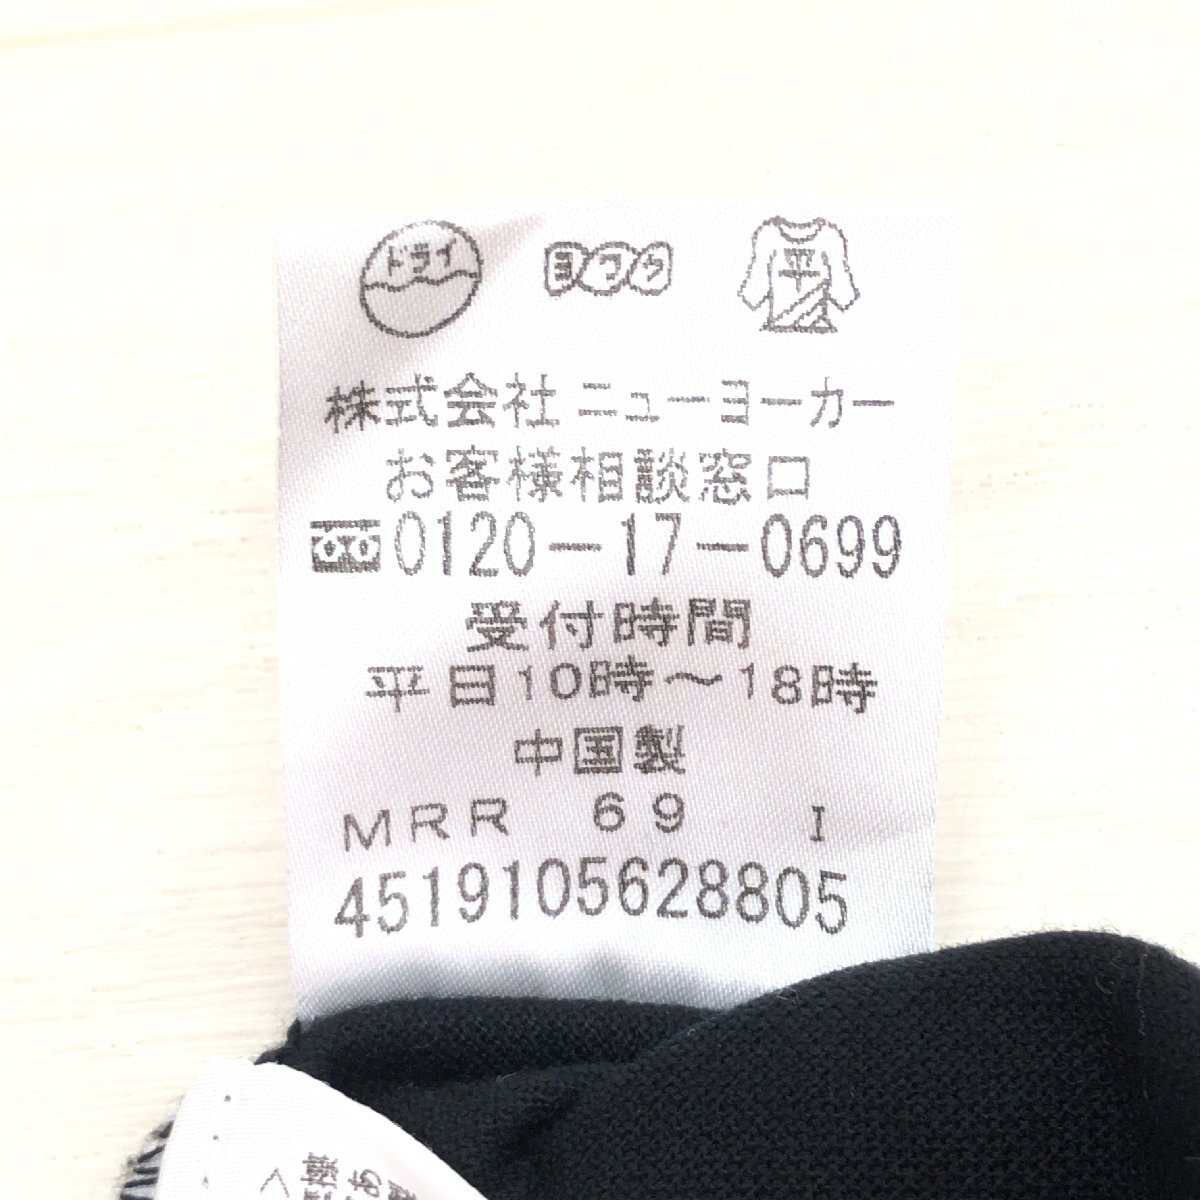 ドライ ヨワク 平
株式会社ニューヨーカー
お客様相談窓口
0120-17-0699
受付時間
平日10時～18時
中国製
MRR 69 I
4519105628805